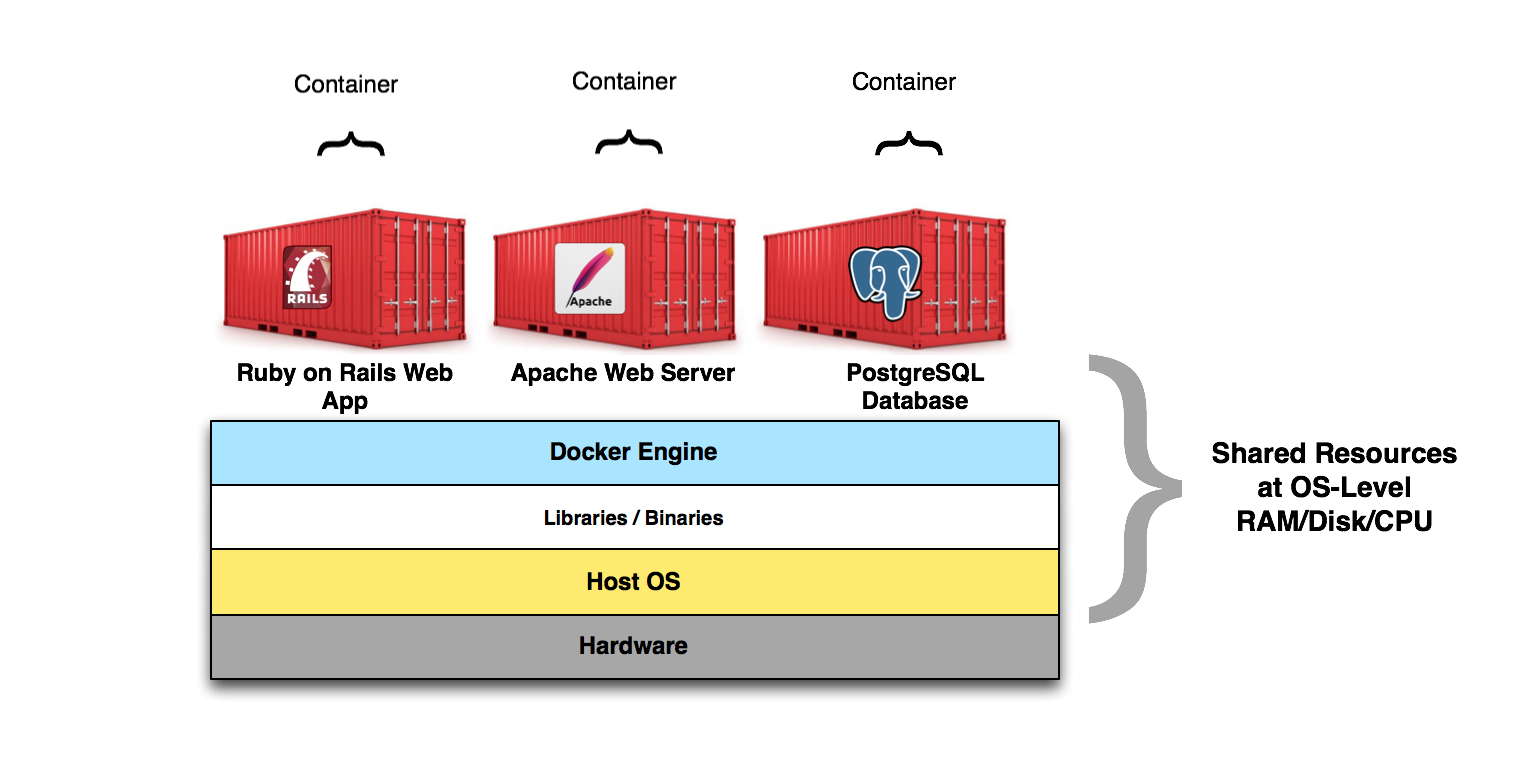 Container
Container
Container
RAILS
Apache
Ruby on Rails Web
App
Apache Web Server
PostgreSQL
Database
Docker Engine
Libraries / Binaries
Host OS
Hardware
Shared Resources
at OS-Level
RAM/Disk/CPU